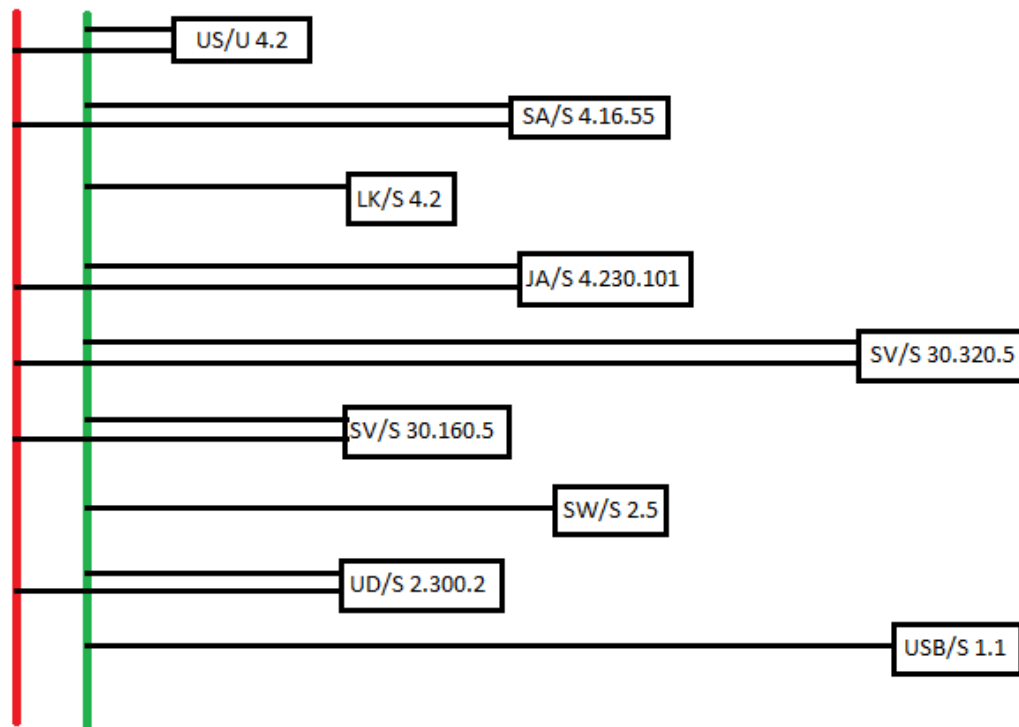 US/U 4.2
SA/S 4.16.55
LK/S 4.2
JA/S 4.230.101
SV/S 30.320.5
SV/S 30.160.5
SW/S 2.5
UD/S 2.300.2
USB/S 1.1